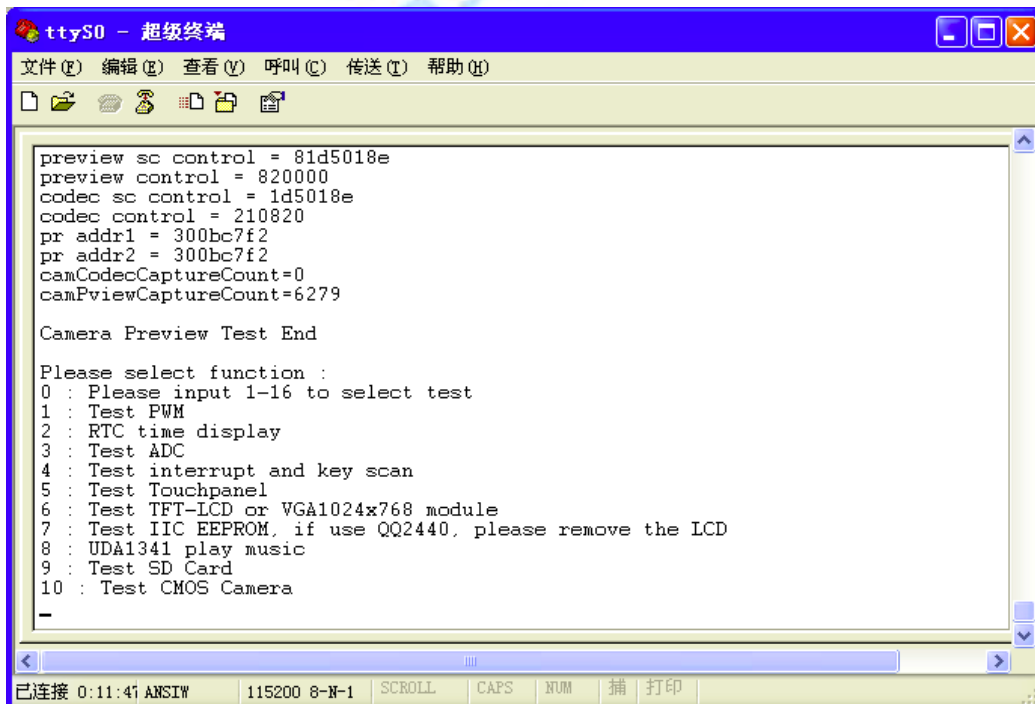 ttyS0 - 超级终端
文件(F) 编辑(E) 查看(V) 呼叫(C) 传送(T) 帮助(H)
preview sc control = 81d5018e
preview control = 820000
codec sc control = 1d5018e
codec control = 210820
pr addr1 = 300bc7f2
pr addr2 = 300bc7f2
camCodecCaptureCount=0
camPviewCaptureCount=6279
Camera Preview Test End
Please select function :
0 : Please input 1-16 to select test
1 : Test PWM
2 : RTC time display
3 : Test ADC
4 : Test interrupt and key scan
5 : Test Touchpanel
6 : Test TFT-LCD or VGA1024x768 module
7 : Test IIC EEPROM, if use QQ2440, please remove the LCD
8 : UDA1341 play music
9 : Test SD Card
10 : Test CMOS Camera
已连接 0:11:47 ANSIW 115200 8-N-1 SCROLL CAPS NUM 捕 打印